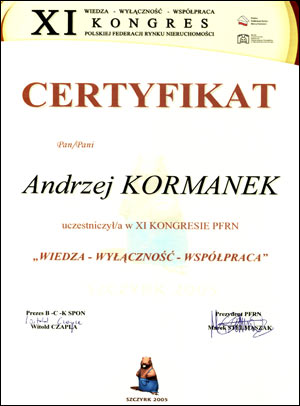 XI
WIEDZA - WYŁĄCZNOŚĆ - WSPÓŁPRACA
KONGRES
POLSKIEJ FEDERACJI RYNKU NIERUCHOMOŚCI
CERTYFIKAT
Pan/Pani
Andrzej KORMANEK
uczestniczył/a w XI KONGRESIE PFRN
„WIEDZA - WYŁĄCZNOŚĆ - WSPÓŁPRACA”
Prezes B -C -K SPON
Witold CZAPLA
Prezydent PFRN
Marek STELMASZAK
SZCZYRK 2005